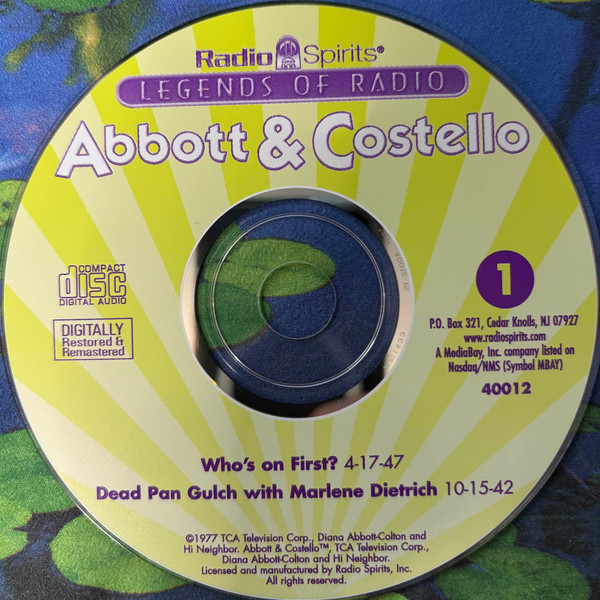 Radio Spirits®
LEGENDS OF RADIO
Abbott & Costello
COMPACT
disc
DIGITAL AUDIO
DIGITALLY
Restored &
Remastered
1
P.O. Box 321, Cedar Knolls, NJ 07927
www.radiospirits.com
A MediaBay, Inc. company listed on
Nasdaq/NMS (Symbol MBAY)
40012
Who's on First? 4-17-47
Dead Pan Gulch with Marlene Dietrich 10-15-42
©1977 TCA Television Corp., Diana Abbott-Colton and
Hi Neighbor. Abbott & Costello™, TCA Television Corp.,
Diana Abbott-Colton and Hi Neighbor.
Licensed and manufactured by Radio Spirits, Inc.
All rights reserved.